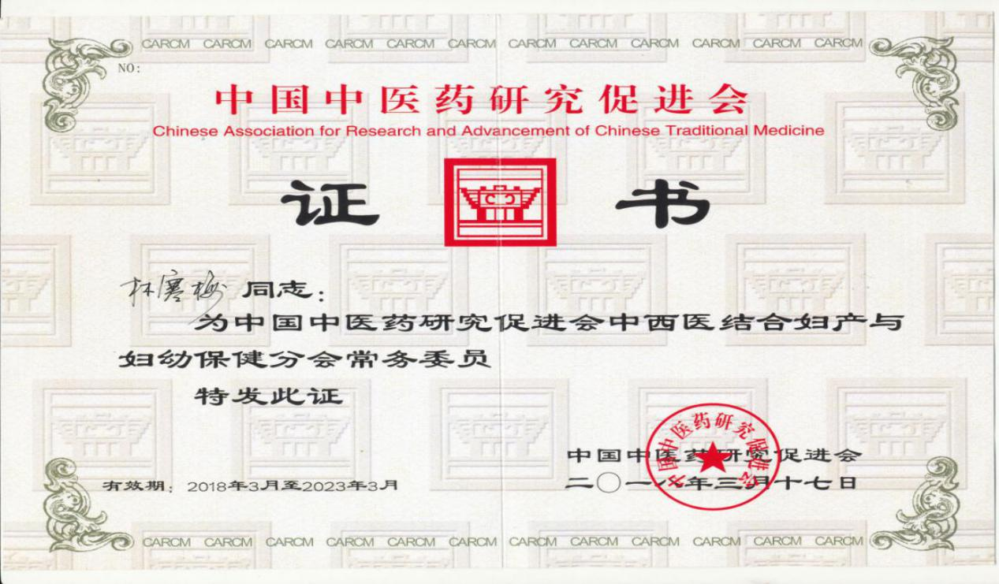 CARCM CARCM CARCM CARCM CARCM CARCM CARCM CARCM CARCM CARCM CARCM CARCM
NO:
中国中医药研究促进会
Chinese Association for Research and Advancement of Chinese Traditional Medicine
证 书
林寒梅 同志：
为中国中医药研究促进会中西医结合妇产与
妇幼保健分会常务委员
特发此证
中国中医药研究促进会
中国中医药研究促进会
有效期：2018年3月至2023年3月
二〇一八年三月十七日
CARCM CARCM CARCM CARCM CARCM CARCM CARCM CARCM CARCM CARCM CARCM CARCM